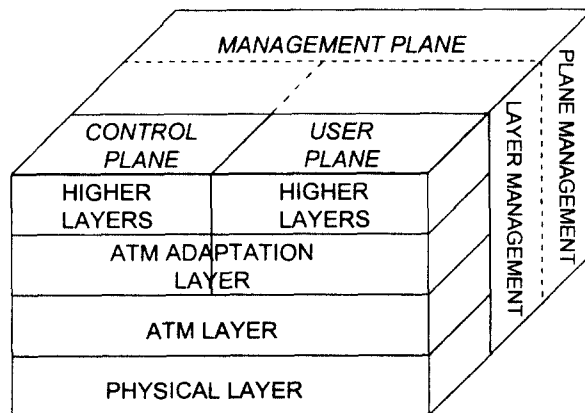 MANAGEMENT PLANE
CONTROL
PLANE
USER
PLANE
HIGHER
LAYERS
HIGHER
LAYERS
ATM ADAPTATION
LAYER
ATM LAYER
PHYSICAL LAYER
LAYER MANAGEMENT
PLANE MANAGEMENT